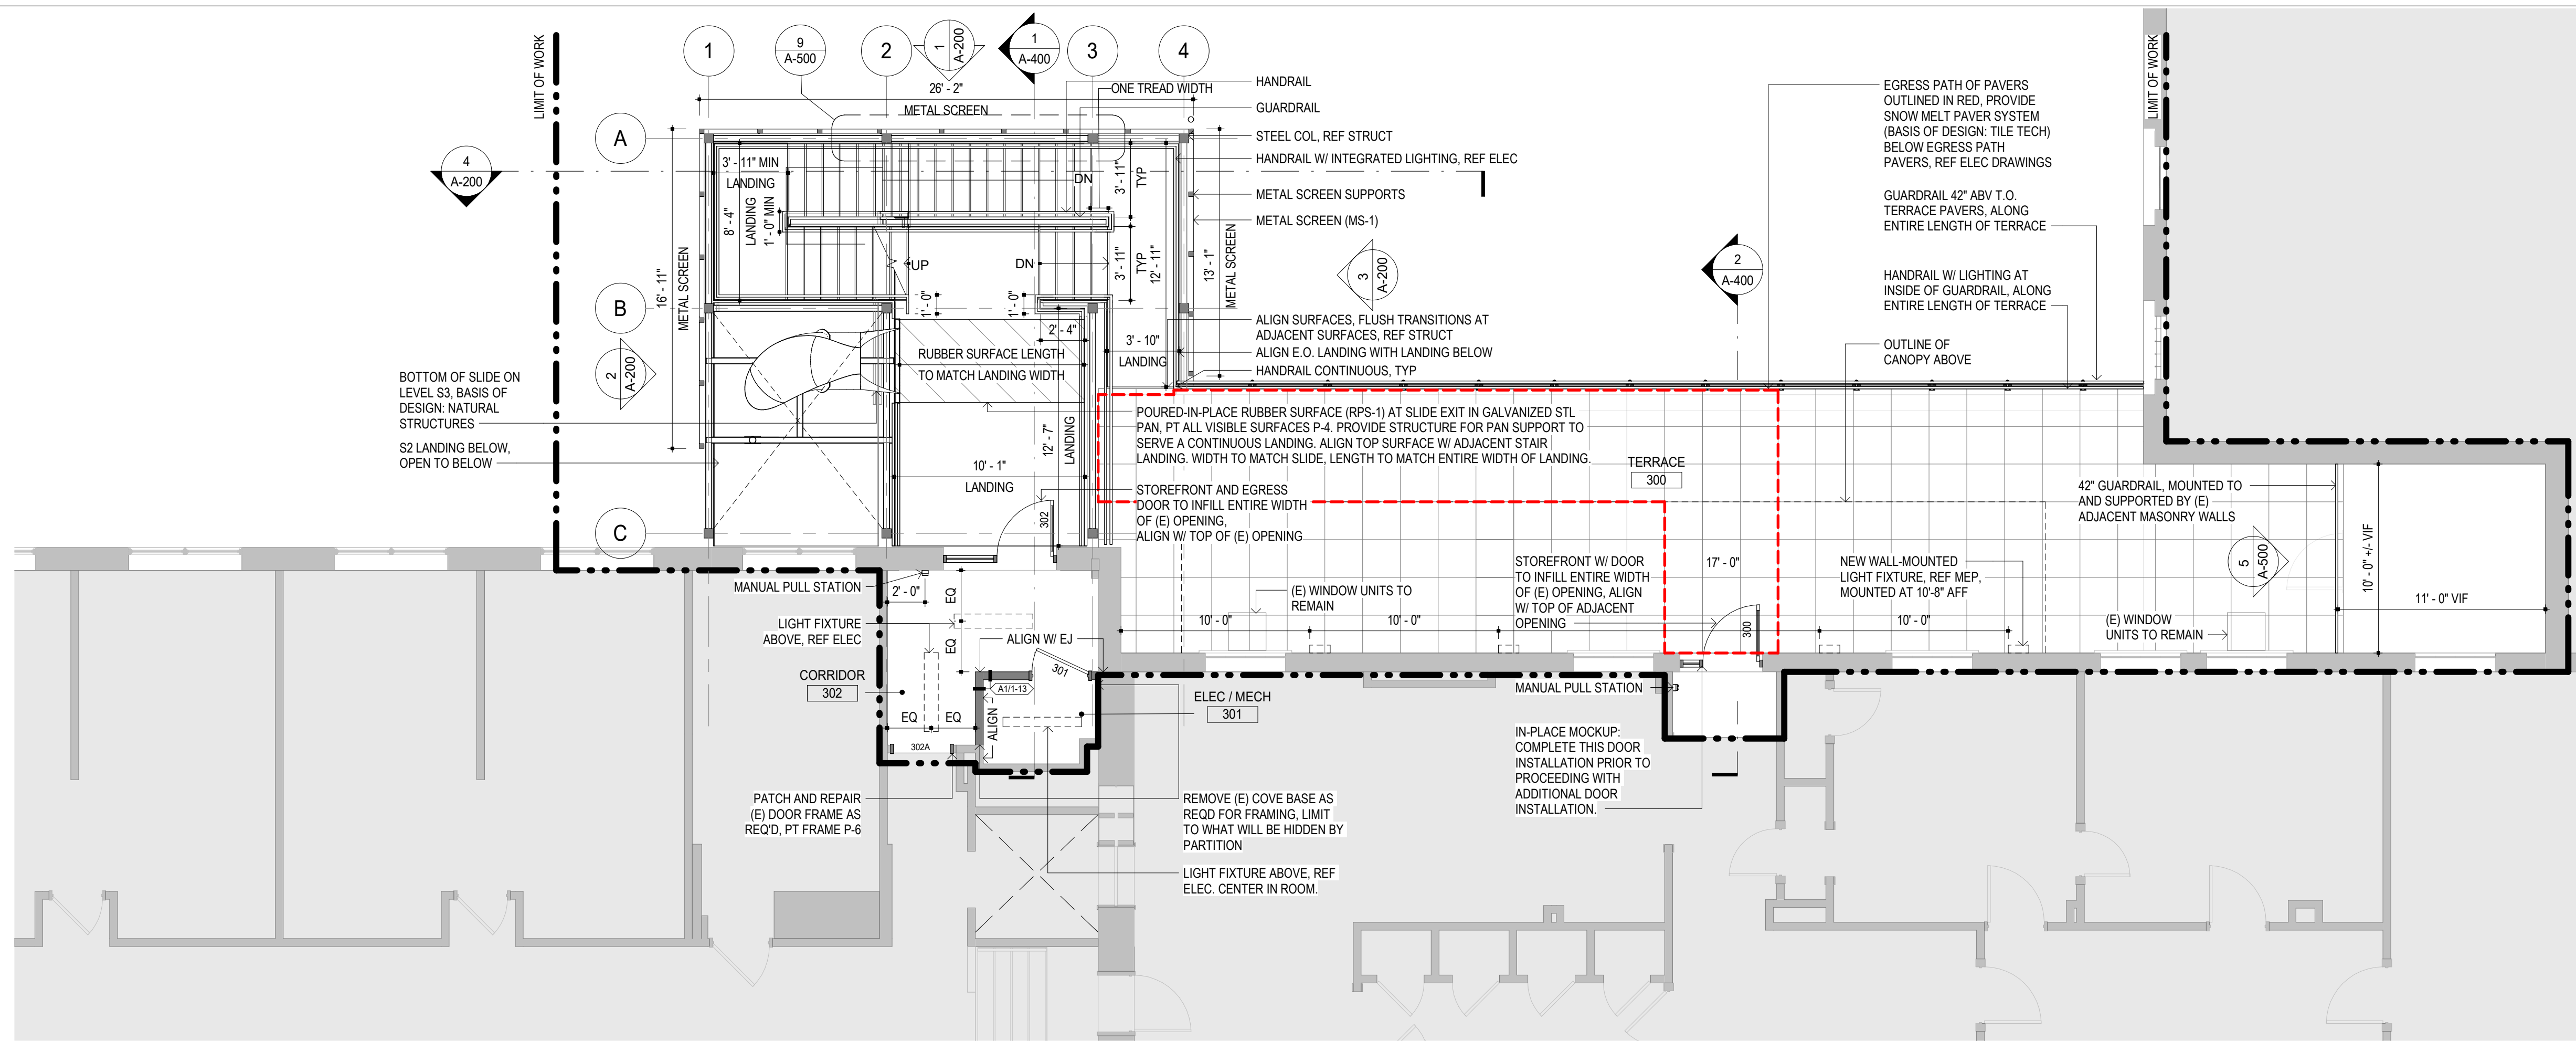 LIMIT OF WORK
1
9
A-500
2
1
A-200
1
A-400
3
4
26' - 2"
ONE TREAD WIDTH
METAL SCREEN
HANDRAIL
GUARDRAIL
STEEL COL, REF STRUCT
HANDRAIL W/ INTEGRATED LIGHTING, REF ELEC
METAL SCREEN SUPPORTS
METAL SCREEN (MS-1)
A
4
A-200
3' - 11" MIN
LANDING
8' - 4"
LANDING
1' - 0" MIN
DN
3' - 11"
TYP
UP
DN
3' - 11"
TYP
12' - 11"
13' - 1"
METAL SCREEN
16' - 11"
METAL SCREEN
1' - 0"
1' - 0"
B
2
A-200
3
A-200
2
A-400
EGRESS PATH OF PAVERS
OUTLINED IN RED, PROVIDE
SNOW MELT PAVER SYSTEM
(BASIS OF DESIGN: TILE TECH)
BELOW EGRESS PATH
PAVERS, REF ELEC DRAWINGS
GUARDRAIL 42" ABV T.O.
TERRACE PAVERS, ALONG
ENTIRE LENGTH OF TERRACE
HANDRAIL W/ LIGHTING AT
INSIDE OF GUARDRAIL, ALONG
ENTIRE LENGTH OF TERRACE
OUTLINE OF
CANOPY ABOVE
LIMIT OF WORK
2' - 4"
RUBBER SURFACE LENGTH
TO MATCH LANDING WIDTH
3' - 10"
LANDING
ALIGN SURFACES, FLUSH TRANSITIONS AT
ADJACENT SURFACES, REF STRUCT
ALIGN E.O. LANDING WITH LANDING BELOW
HANDRAIL CONTINUOUS, TYP
BOTTOM OF SLIDE ON
LEVEL S3, BASIS OF
DESIGN: NATURAL
STRUCTURES
S2 LANDING BELOW,
OPEN TO BELOW
12' - 7"
LANDING
10' - 1"
LANDING
POURED-IN-PLACE RUBBER SURFACE (RPS-1) AT SLIDE EXIT IN GALVANIZED STL
PAN, PT ALL VISIBLE SURFACES P-4. PROVIDE STRUCTURE FOR PAN SUPPORT TO
SERVE A CONTINUOUS LANDING. ALIGN TOP SURFACE W/ ADJACENT STAIR
LANDING. WIDTH TO MATCH SLIDE, LENGTH TO MATCH ENTIRE WIDTH OF LANDING.
TERRACE
300
STOREFRONT AND EGRESS
DOOR TO INFILL ENTIRE WIDTH
OF (E) OPENING,
ALIGN W/ TOP OF (E) OPENING
302
C
42" GUARDRAIL, MOUNTED TO
AND SUPPORTED BY (E)
ADJACENT MASONRY WALLS
5
A-500
10' - 0" +/- VIF
11' - 0" VIF
STOREFRONT W/ DOOR
TO INFILL ENTIRE WIDTH
OF (E) OPENING, ALIGN
W/ TOP OF ADJACENT
OPENING
17' - 0"
NEW WALL-MOUNTED
LIGHT FIXTURE, REF MEP,
MOUNTED AT 10'-8" AFF
MANUAL PULL STATION
2' - 0"
EQ
EQ
(E) WINDOW UNITS TO
REMAIN
10' - 0"
10' - 0"
10' - 0"
300
(E) WINDOW
UNITS TO REMAIN
LIGHT FIXTURE
ABOVE, REF ELEC
ALIGN W/ EJ
301
CORRIDOR
302
A1/1-13
ELEC / MECH
301
MANUAL PULL STATION
EQ
EQ
ALIGN
302A
IN-PLACE MOCKUP:
COMPLETE THIS DOOR
INSTALLATION PRIOR TO
PROCEEDING WITH
ADDITIONAL DOOR
INSTALLATION.
PATCH AND REPAIR
(E) DOOR FRAME AS
REQ'D, PT FRAME P-6
REMOVE (E) COVE BASE AS
REQD FOR FRAMING, LIMIT
TO WHAT WILL BE HIDDEN BY
PARTITION
LIGHT FIXTURE ABOVE, REF
ELEC. CENTER IN ROOM.